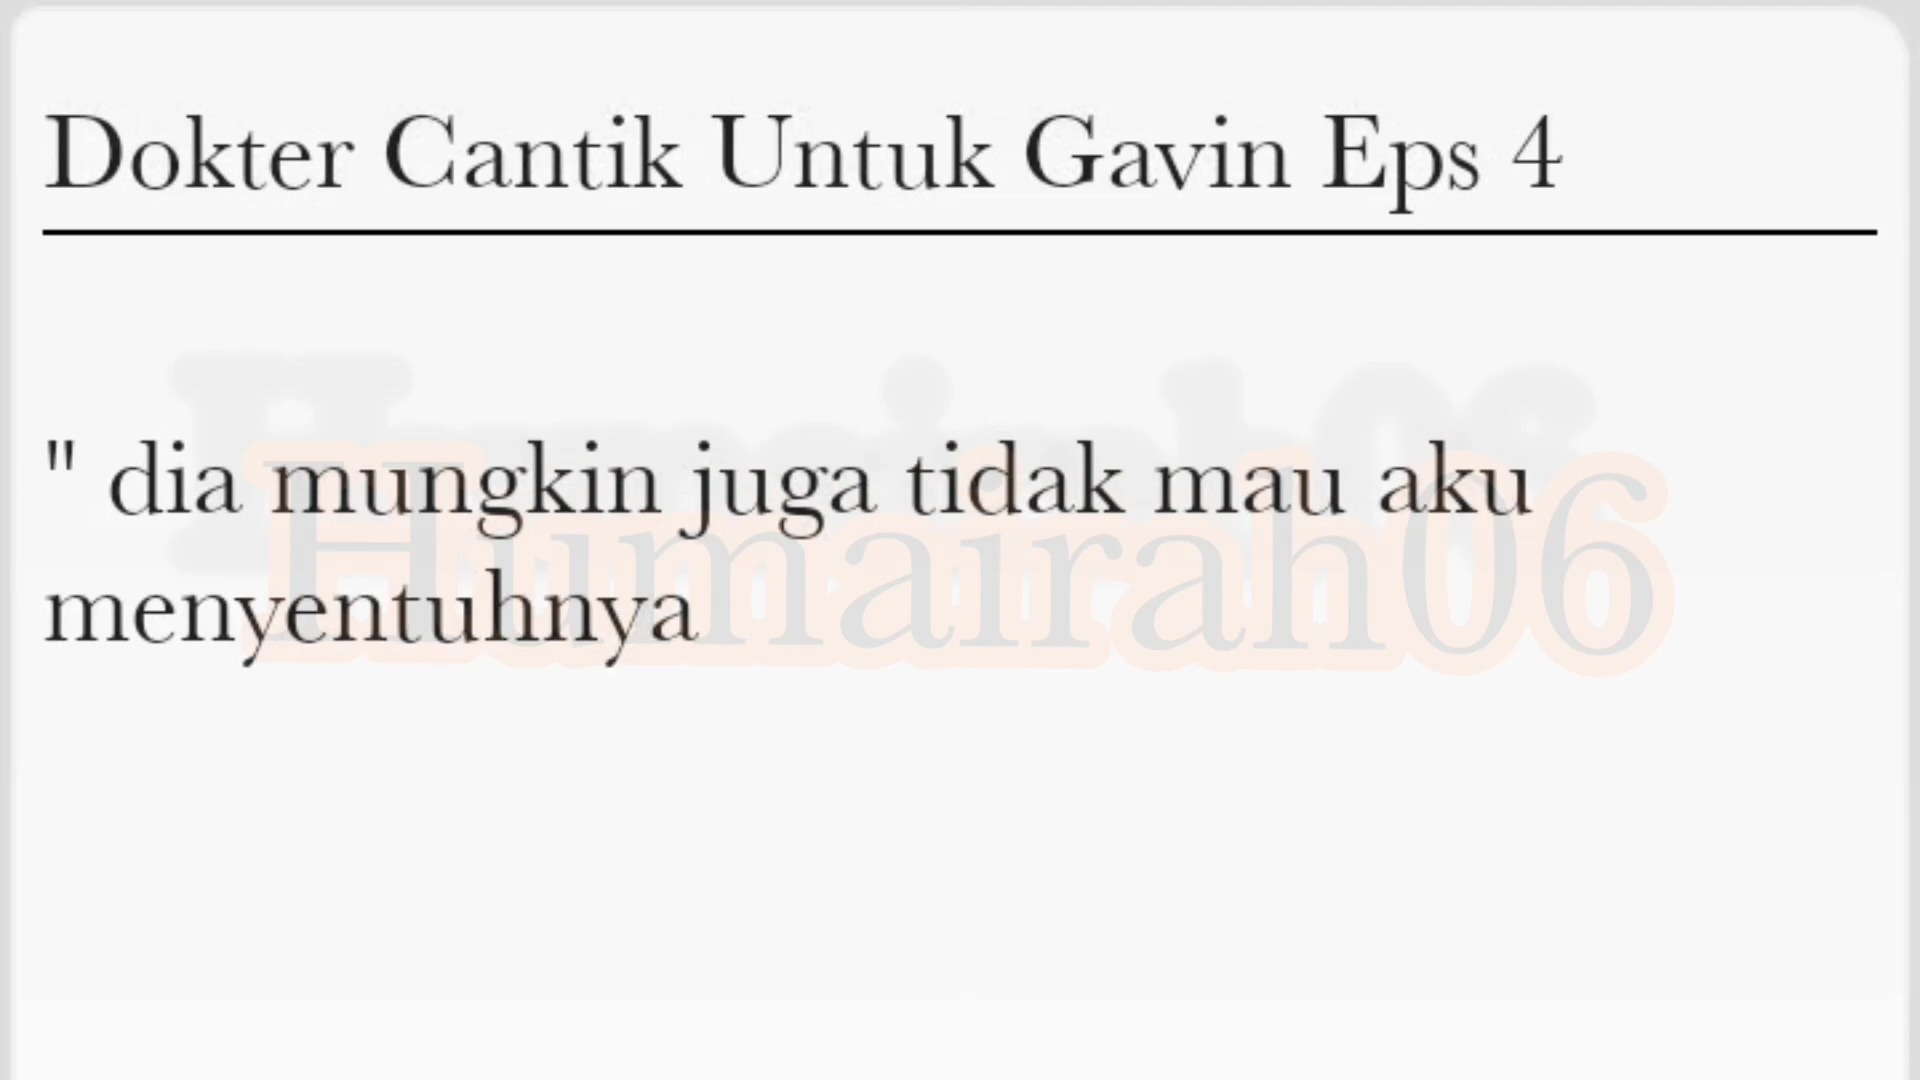 Dokter Cantik Untuk Gavin Eps 4
" dia mungkin juga tidak mau aku
menyentuhnya
Humairah06